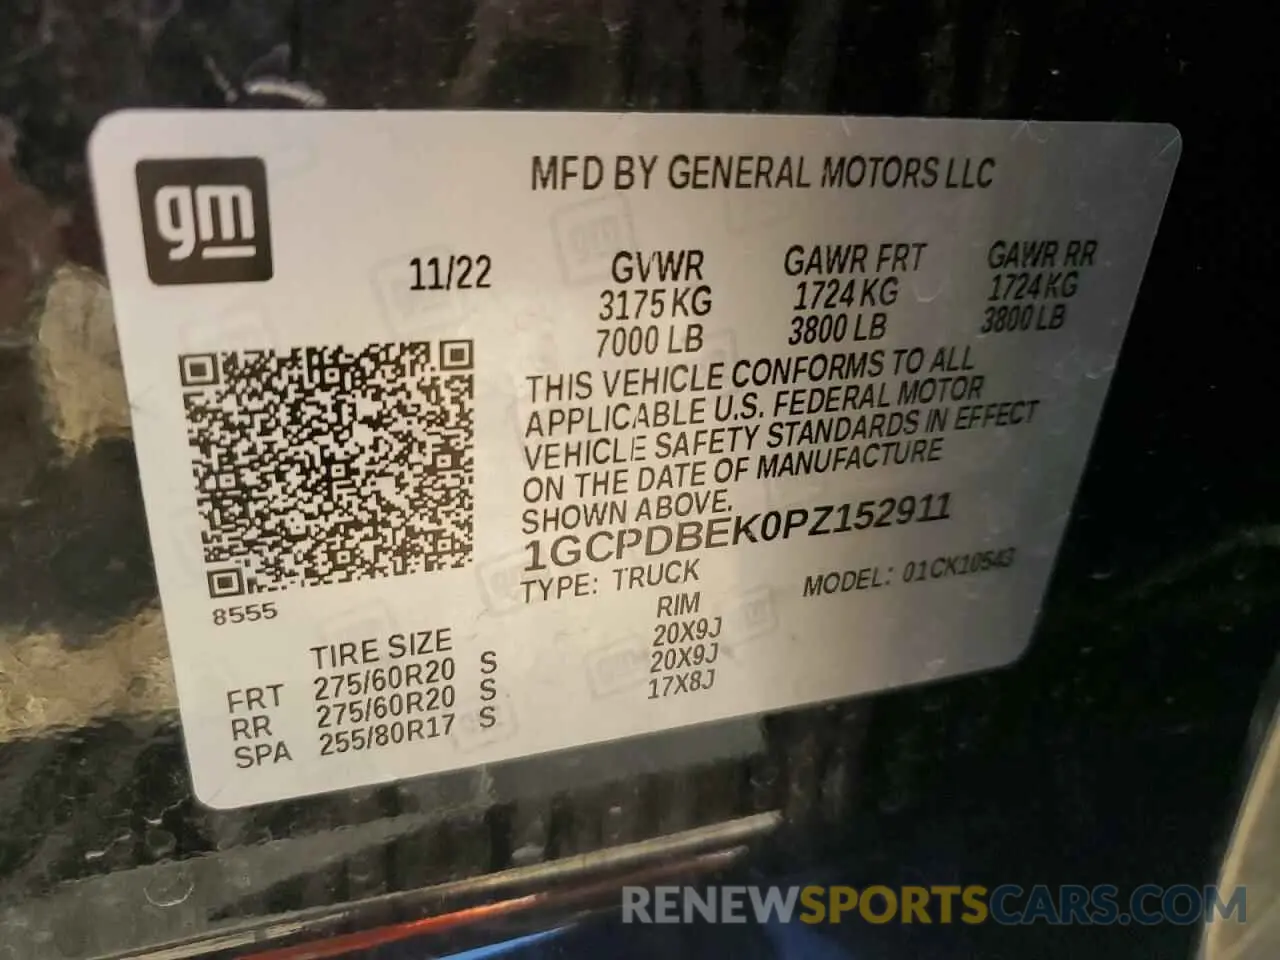 gm
MFD BY GENERAL MOTORS LLC
11/22 GVWR GAWR FRT GAWR RR
3175 KG 1724 KG 1724 KG
7000 LB 3800 LB 3800 LB
THIS VEHICLE CONFORMS TO ALL
APPLICABLE U.S. FEDERAL MOTOR
VEHICLE SAFETY STANDARDS IN EFFECT
ON THE DATE OF MANUFACTURE
SHOWN ABOVE.
1GCPDBEK0PZ152911
TYPE: TRUCK MODEL: 01CK10543
8555
TIRE SIZE RIM
FRT 275/60R20 S 20X9J
RR 275/60R20 S 20X9J
SPA 255/80R17 S 17X8J
RENEWSPORTSCARS.COM